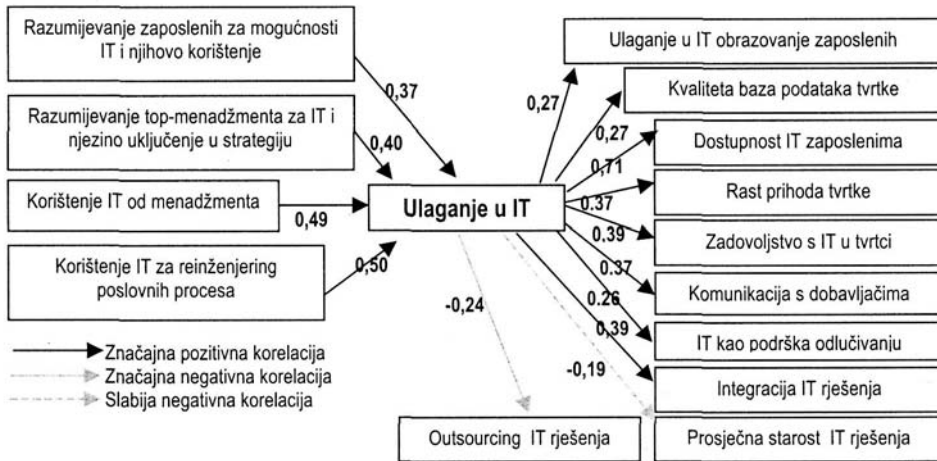 Razumijevanje zaposlenih za mogućnosti
IT i njihovo korištenje
Razumijevanje top-menadžmenta za IT i
njezino uključenje u strategiju
Korištenje IT od menadžmenta
Korištenje IT za reinženjering
poslovnih procesa
0,37
0,40
0,49
0,50
Ulaganje u IT
0,27
0,27
0,71
0.37
0.39
0.37
0.26
0,39
-0,24
-0,19
Ulaganje u IT obrazovanje zaposlenih
Kvaliteta baza podataka tvrtke
Dostupnost IT zaposlenima
Rast prihoda tvrtke
Zadovoljstvo s IT u tvrtci
Komunikacija s dobavljačima
IT kao podrška odlučivanju
Integracija IT rješenja
Outsourcing IT rješenja
Prosječna starost IT rješenja
Značajna pozitivna korelacija
Značajna negativna korelacija
Slabija negativna korelacija